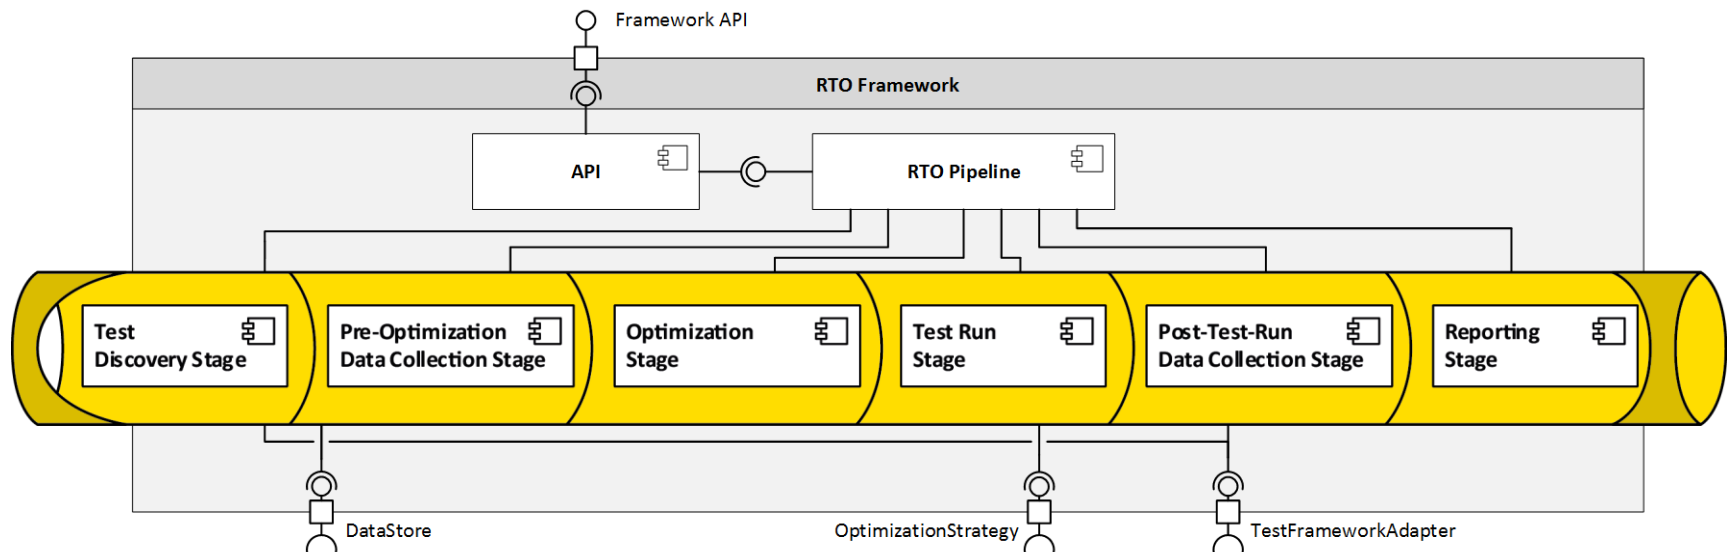 Framework API
RTO Framework
API
RTO Pipeline
Test
Discovery Stage
Pre-Optimization
Data Collection Stage
Optimization
Stage
Test Run
Stage
Post-Test-Run
Data Collection Stage
Reporting
Stage
DataStore
OptimizationStrategy
TestFrameworkAdapter